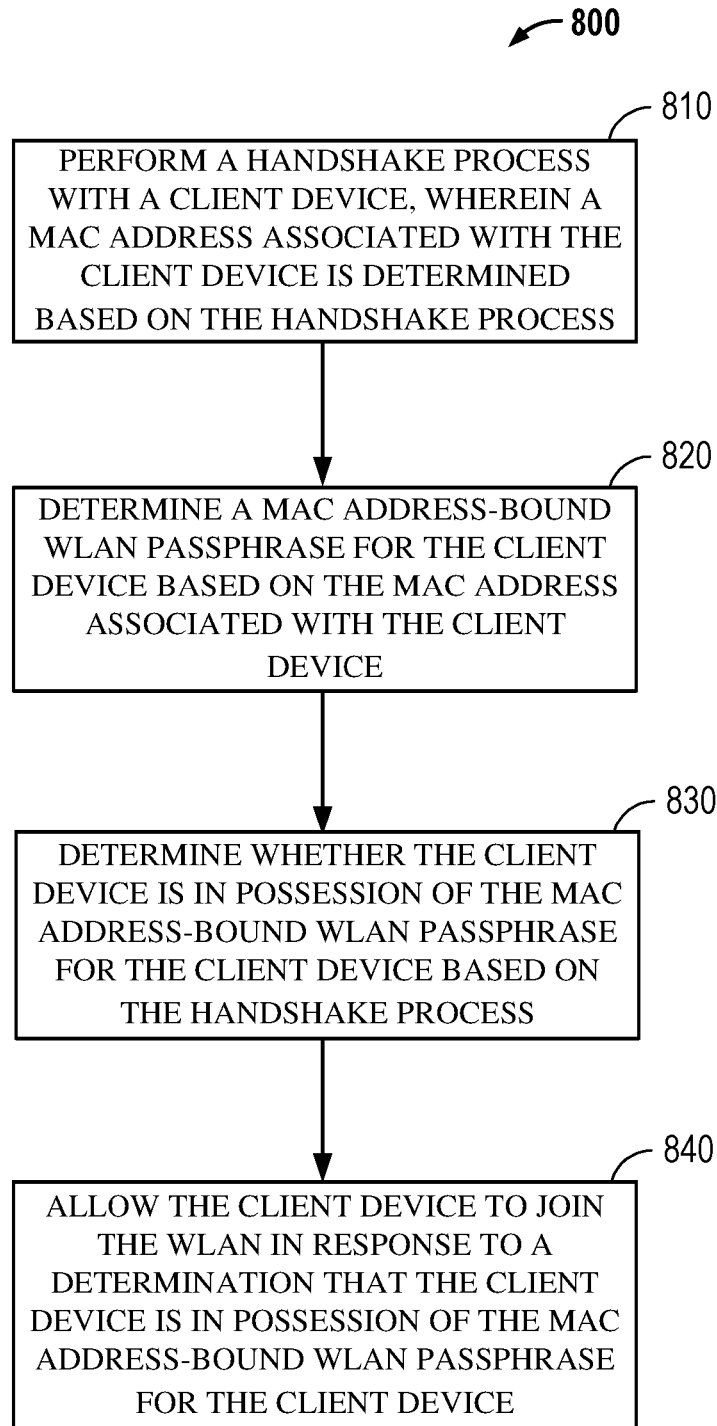 800
810
PERFORM A HANDSHAKE PROCESS
WITH A CLIENT DEVICE, WHEREIN A
MAC ADDRESS ASSOCIATED WITH THE
CLIENT DEVICE IS DETERMINED
BASED ON THE HANDSHAKE PROCESS
820
DETERMINE A MAC ADDRESS-BOUND
WLAN PASSPHRASE FOR THE CLIENT
DEVICE BASED ON THE MAC ADDRESS
ASSOCIATED WITH THE CLIENT
DEVICE
830
DETERMINE WHETHER THE CLIENT
DEVICE IS IN POSSESSION OF THE MAC
ADDRESS-BOUND WLAN PASSPHRASE
FOR THE CLIENT DEVICE BASED ON
THE HANDSHAKE PROCESS
840
ALLOW THE CLIENT DEVICE TO JOIN
THE WLAN IN RESPONSE TO A
DETERMINATION THAT THE CLIENT
DEVICE IS IN POSSESSION OF THE MAC
ADDRESS-BOUND WLAN PASSPHRASE
FOR THE CLIENT DEVICE